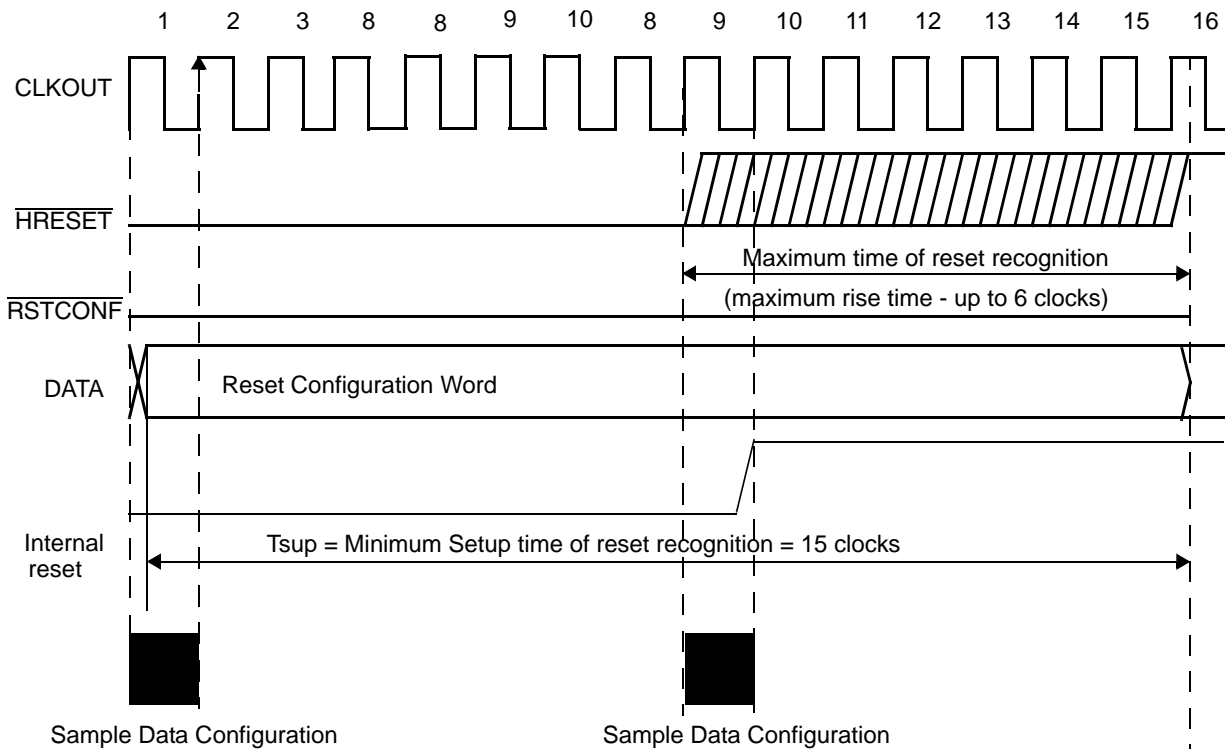 1 2 3 8 8 9 10 8 9 10 11 12 13 14 15 16
CLKOUT
HRESET
Maximum time of reset recognition
(maximum rise time - up to 6 clocks)
RSTCONF
DATA
Reset Configuration Word
Internal
reset
Tsup = Minimum Setup time of reset recognition = 15 clocks
Sample Data Configuration
Sample Data Configuration